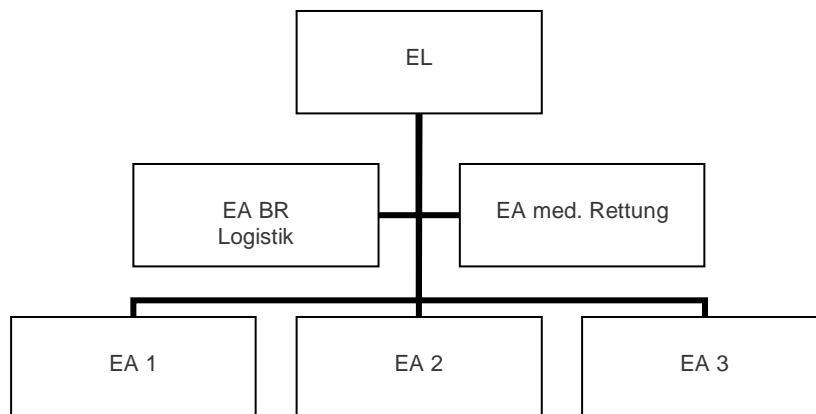 EL
EA BR
Logistik
EA med. Rettung
EA 1
EA 2
EA 3